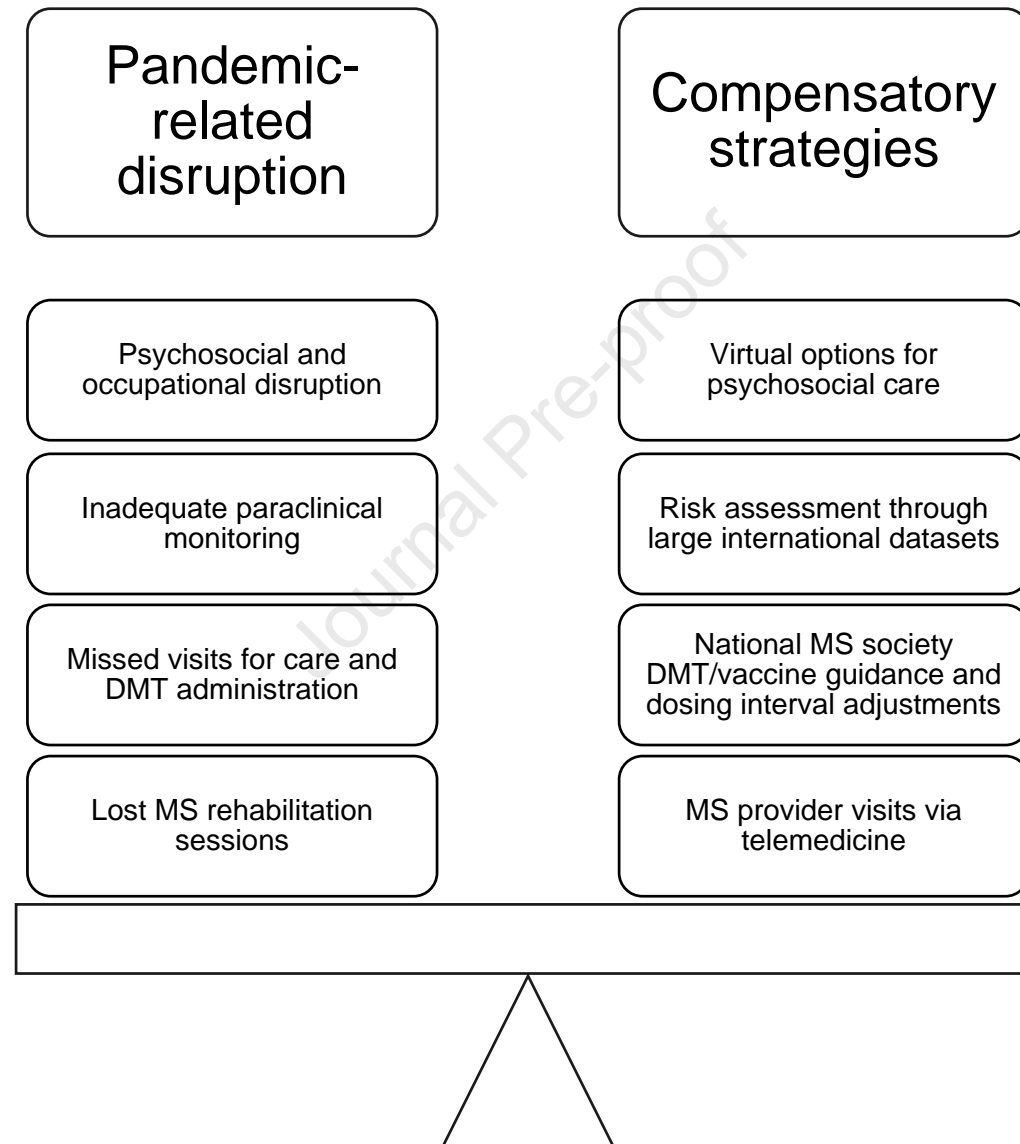 Pandemic-
related
disruption
Compensatory
strategies
Psychosocial and
occupational disruption
Virtual options for
psychosocial care
Inadequate paraclinical
monitoring
Risk assessment through
large international datasets
Missed visits for care and
DMT administration
National MS society
DMT/vaccine guidance and
dosing interval adjustments
Lost MS rehabilitation
sessions
MS provider visits via
telemedicine
Journal Pre-proof